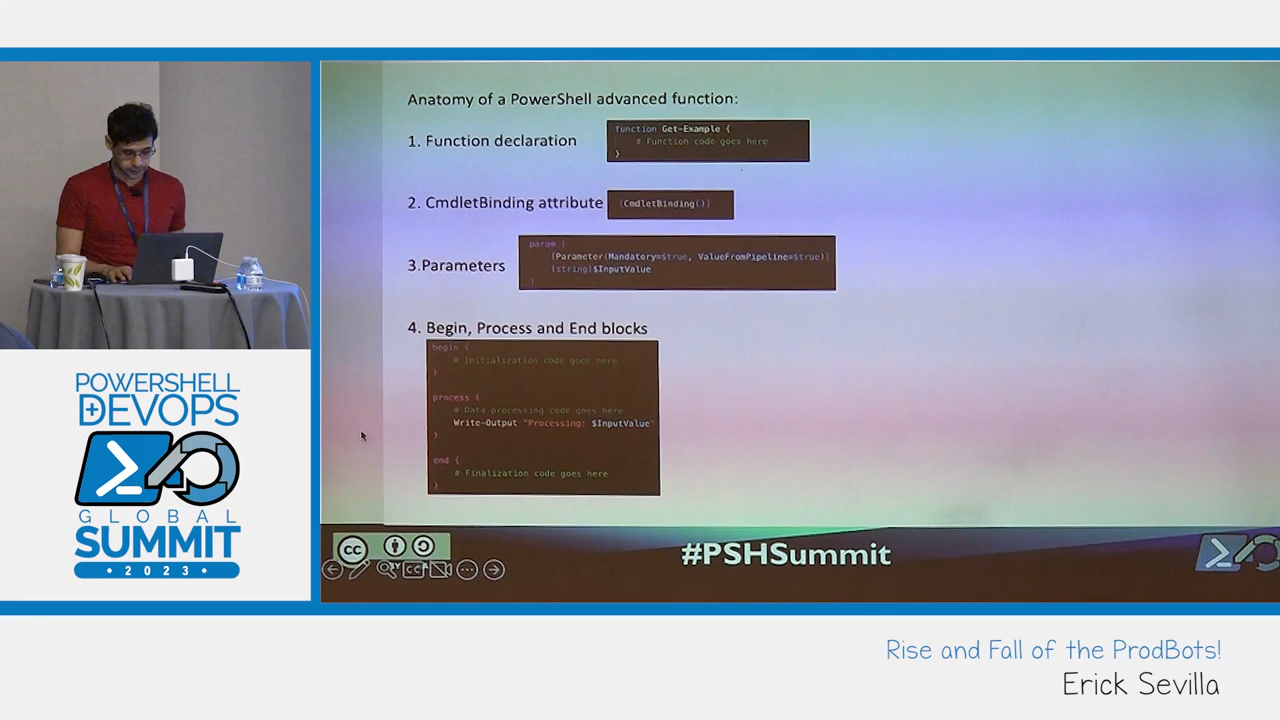 Anatomy of a PowerShell advanced function:
1. Function declaration
function Get-Example {
# Function code goes here
}
2. CmdletBinding attribute
[CmdletBinding()]
3.Parameters
param (
[Parameter(Mandatory=$true, ValueFromPipeline=$true)]
[string]$InputValue
)
4. Begin, Process and End blocks
begin {
# Initialization code goes here
}
process {
# Data processing code goes here
Write-Output "Processing: $InputValue"
}
end {
# Finalization code goes here
}
POWERSHELL
+ DEVOPS
GLOBAL
SUMMIT
• 2023 •
cc
BY
#PSHSummit
Rise and Fall of the ProdBots!
Erick Sevilla